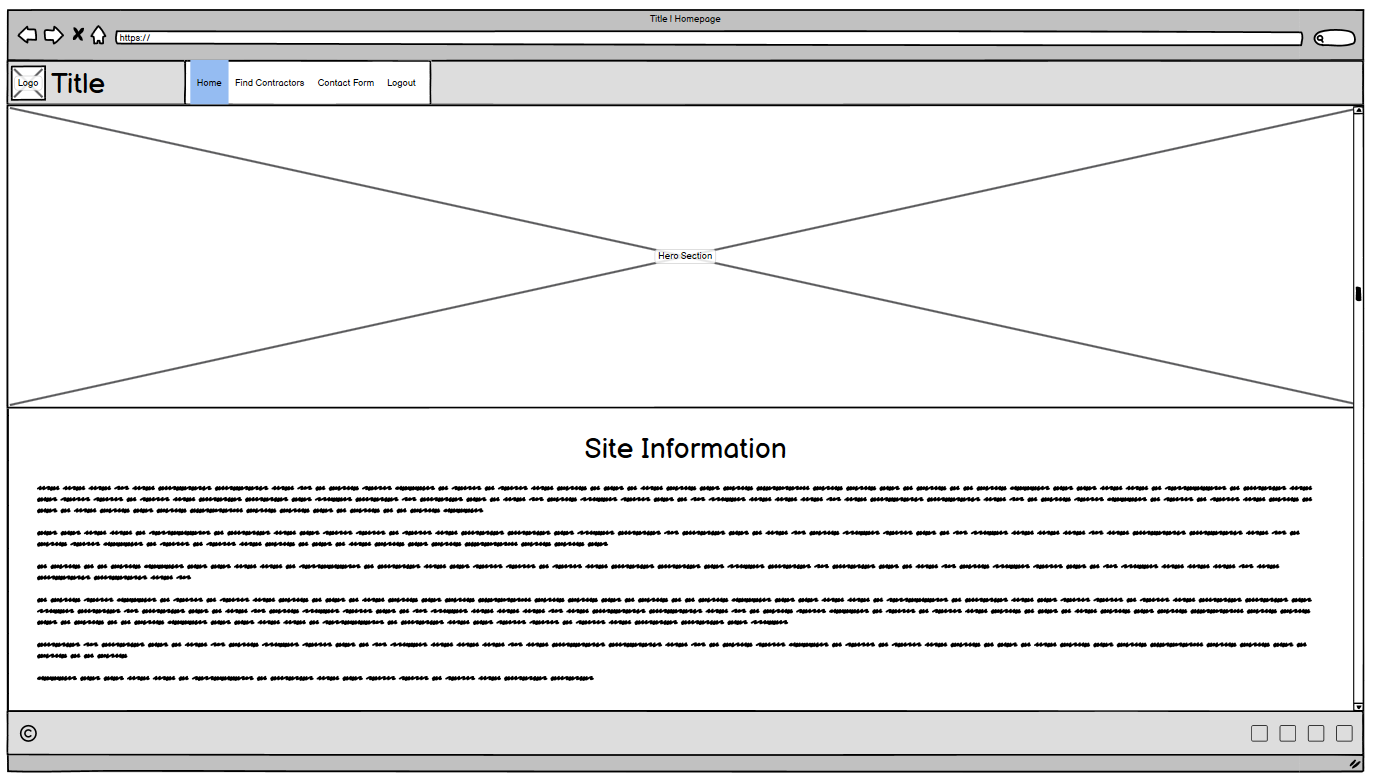 Title | Homepage
https://
Logo
Title
Home
Find Contractors
Contact Form
Logout
Hero Section
Site Information
©